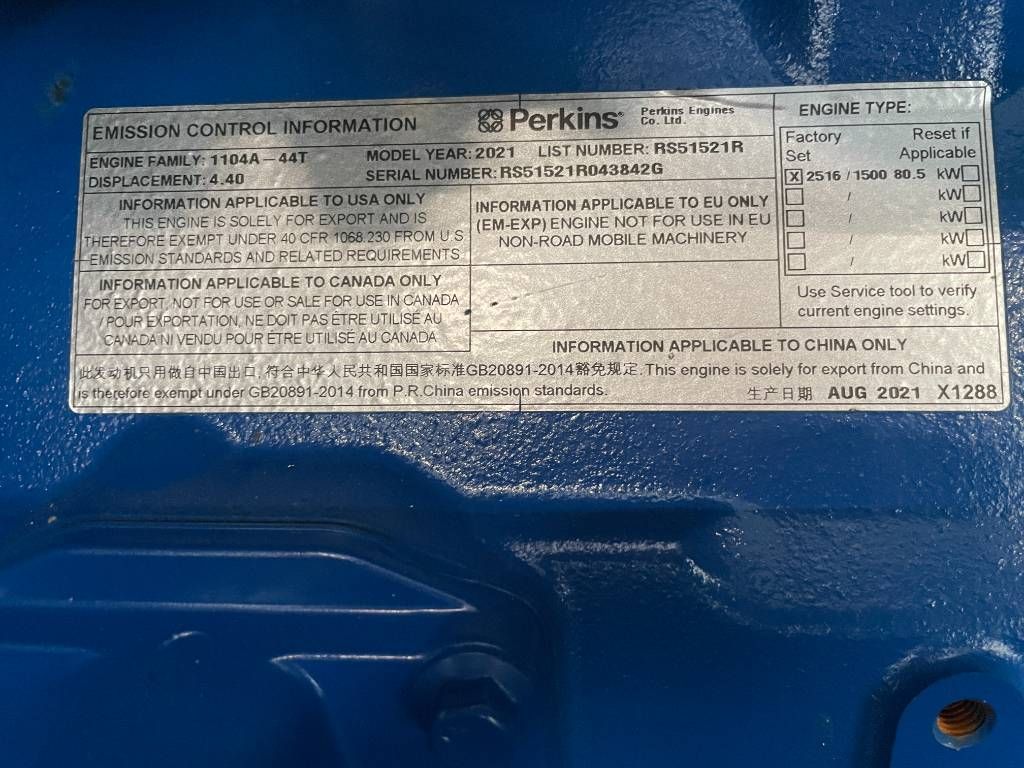 EMISSION CONTROL INFORMATION
Perkins®
Perkins Engines
Co. Ltd.
ENGINE FAMILY: 1104A-44T
MODEL YEAR: 2021
LIST NUMBER: RS51521R
DISPLACEMENT: 4.40
SERIAL NUMBER: RS51521R043842G
INFORMATION APPLICABLE TO USA ONLY
THIS ENGINE IS SOLELY FOR EXPORT AND IS
THEREFORE EXEMPT UNDER 40 CFR 1068.230 FROM U.S
EMISSION STANDARDS AND RELATED REQUIREMENTS
INFORMATION APPLICABLE TO CANADA ONLY
FOR EXPORT, NOT FOR USE OR SALE FOR USE IN CANADA
/ POUR EXPORTATION, NE DOIT PAS ÊTRE UTILISÉ AU
CANADA NI VENDU POUR ÊTRE UTILISÉ AU CANADA
INFORMATION APPLICABLE TO EU ONLY
(EM-EXP) ENGINE NOT FOR USE IN EU
NON-ROAD MOBILE MACHINERY
ENGINE TYPE:
Factory Set
Reset if Applicable
X 2516 / 1500 80.5 kW
/ kW
/ kW
/ kW
/ kW
Use Service tool to verify
current engine settings.
INFORMATION APPLICABLE TO CHINA ONLY
此发动机只用做自中国出口, 符合中华人民共和国国家标准GB20891-2014豁免规定. This engine is solely for export from China and
is therefore exempt under GB20891-2014 from P.R.China emission standards.
生产日期 AUG 2021 X1288